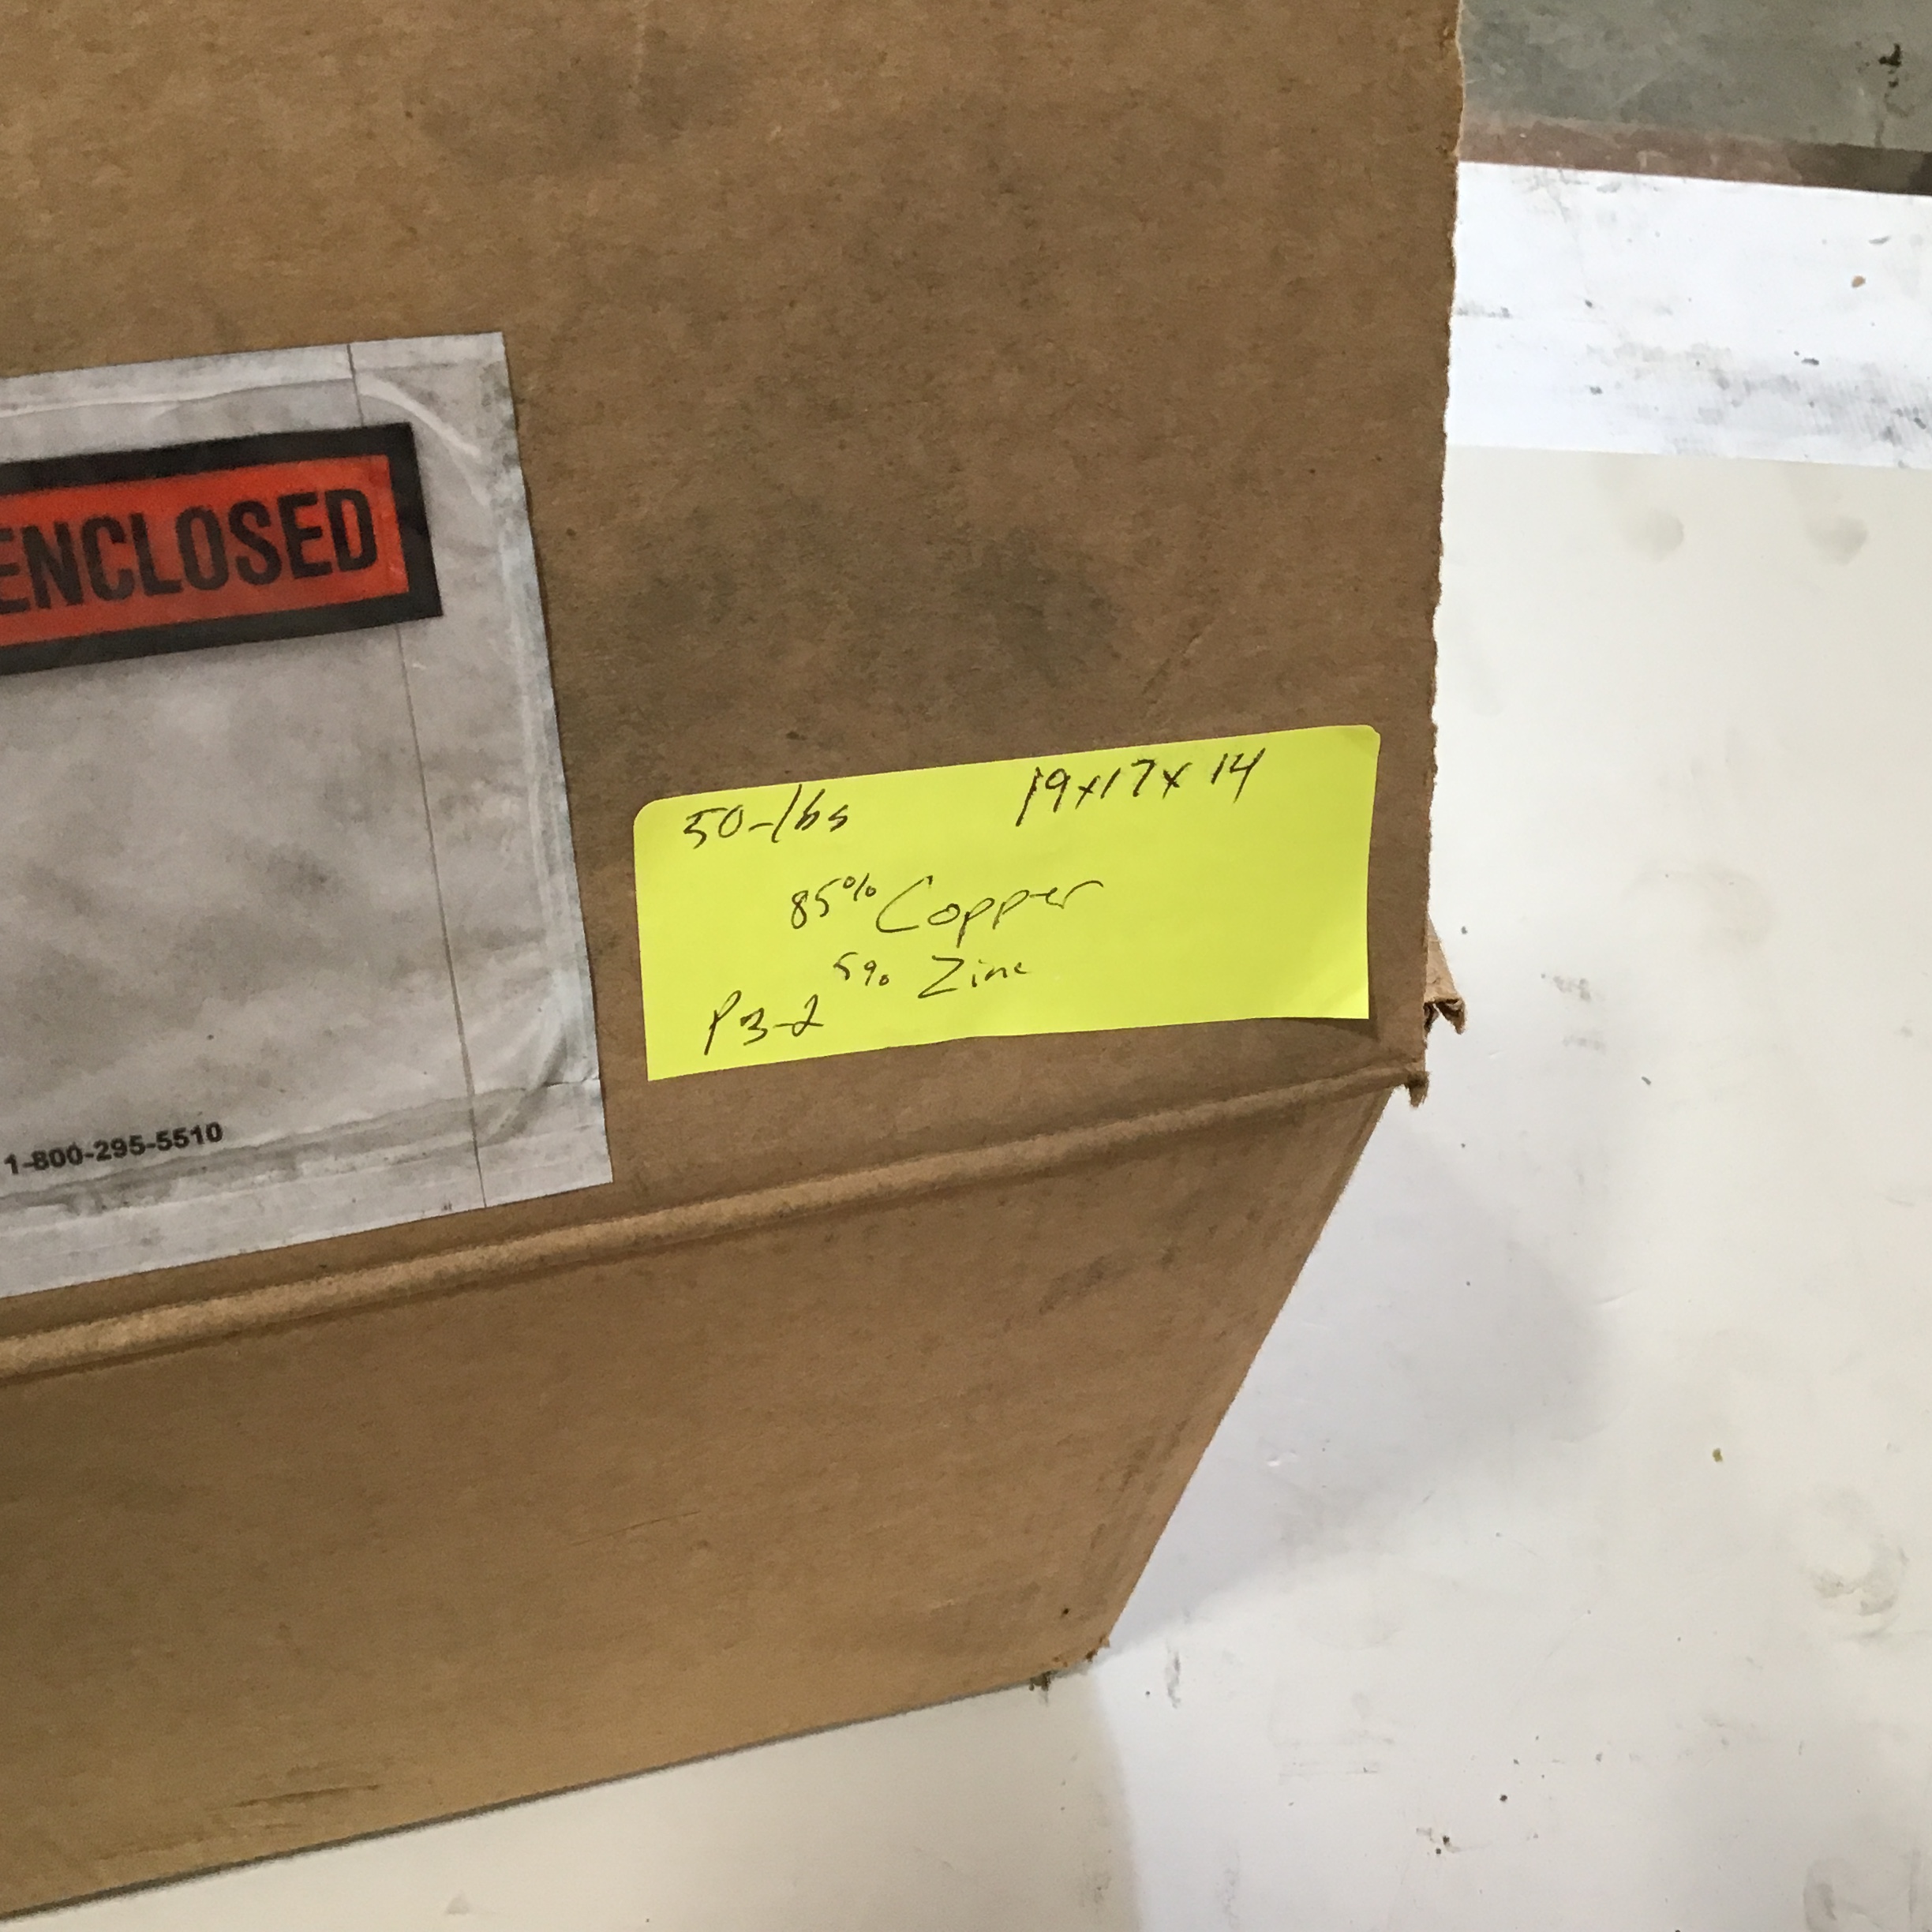 ENCLOSED
1-800-295-5510
50-lbs 19x17x14
85% Copper
5% Zinc
P3-2